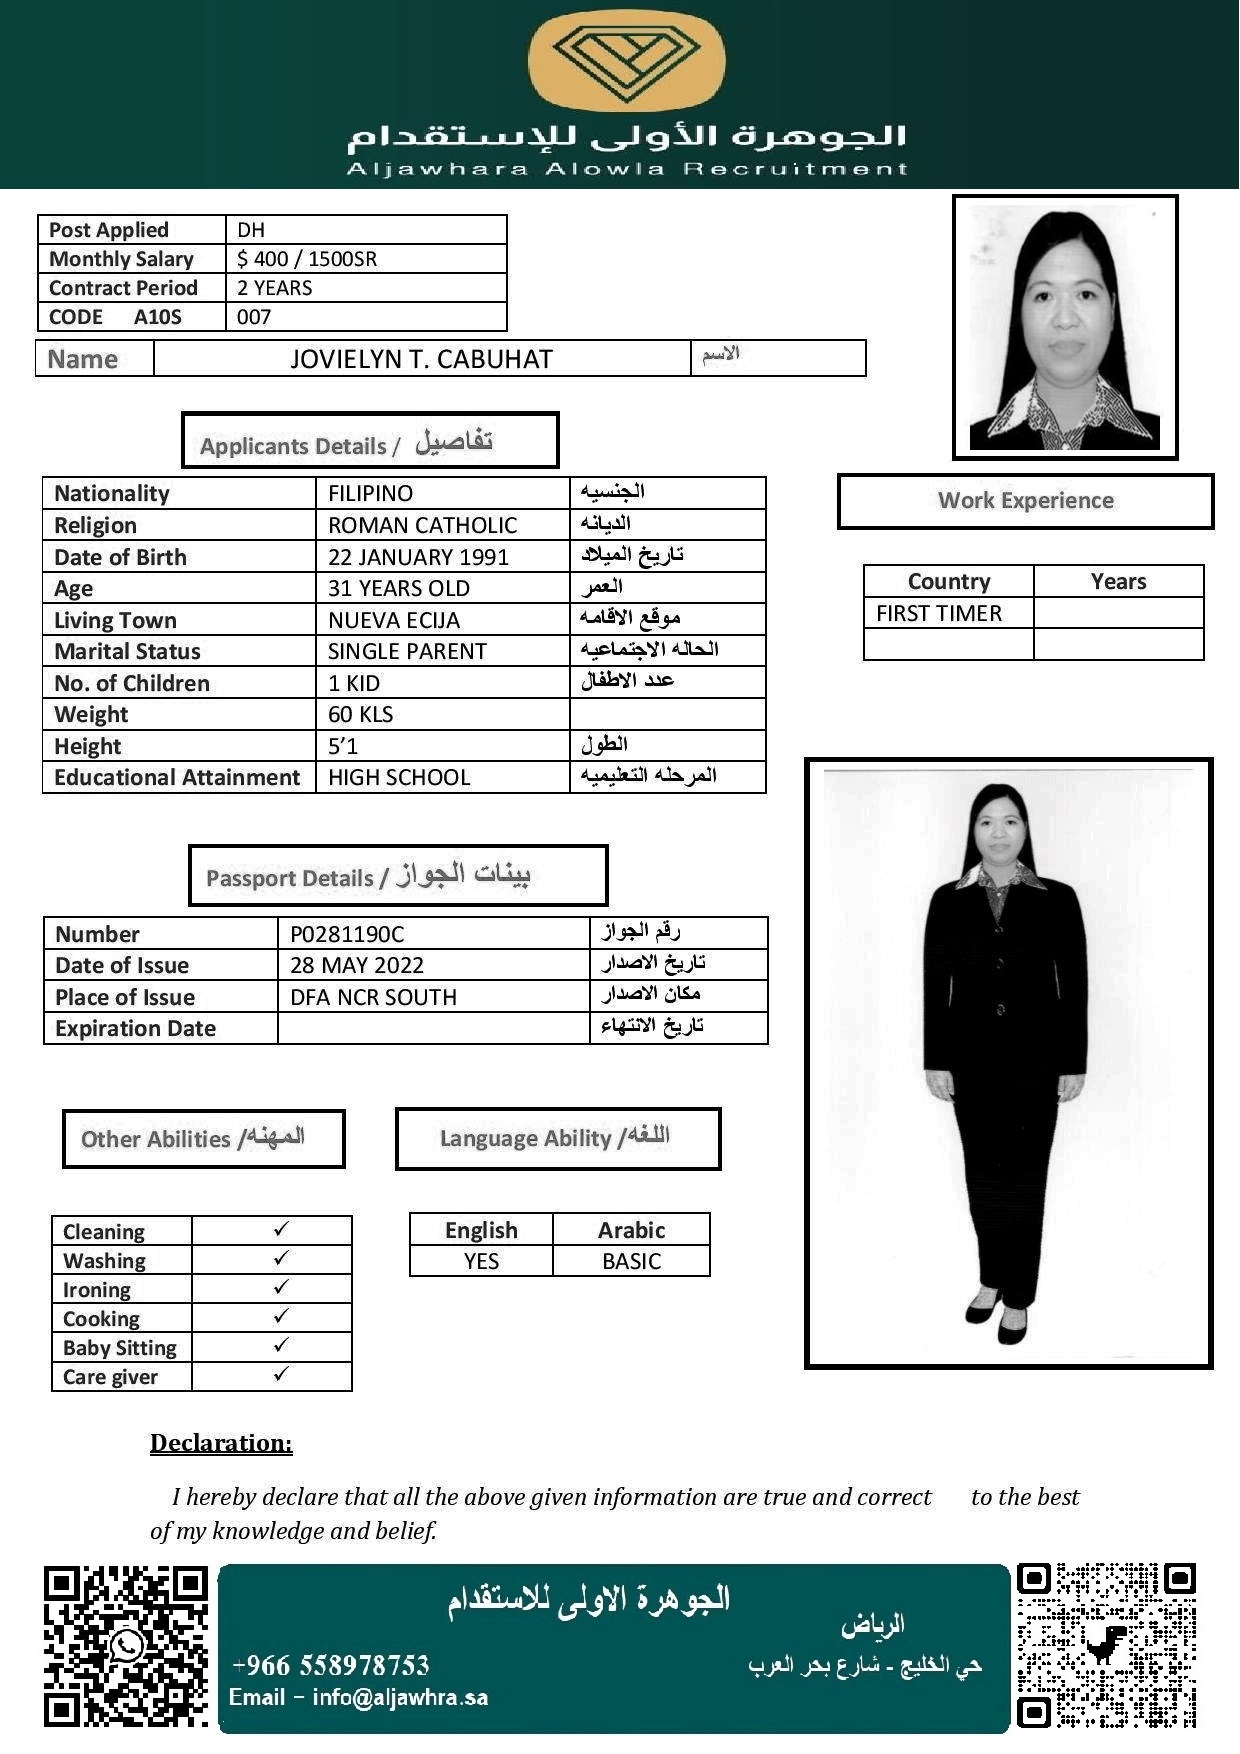 الجوهرة الأولى للإستقدام
Aljawhara Alowla Recruitment
Post Applied DH
Monthly Salary $ 400 / 1500SR
Contract Period 2 YEARS
CODE A10S 007
Name JOVIELYN T. CABUHAT الاسم
Applicants Details / تفاصيل
Nationality FILIPINO الجنسيه
Religion ROMAN CATHOLIC الديانه
Date of Birth 22 JANUARY 1991 تاريخ الميلاد
Age 31 YEARS OLD العمر
Living Town NUEVA ECIJA موقع الاقامه
Marital Status SINGLE PARENT الحاله الاجتماعيه
No. of Children 1 KID عدد الاطفال
Weight 60 KLS
Height 5’1 الطول
Educational Attainment HIGH SCHOOL المرحله التعليميه
Work Experience
Country Years
FIRST TIMER
Passport Details / بينات الجواز
Number P0281190C رقم الجواز
Date of Issue 28 MAY 2022 تاريخ الاصدار
Place of Issue DFA NCR SOUTH مكان الاصدار
Expiration Date تاريخ الانتهاء
Other Abilities /المهنه
Cleaning ✓
Washing ✓
Ironing ✓
Cooking ✓
Baby Sitting ✓
Care giver ✓
Language Ability /اللغه
English Arabic
YES BASIC
Declaration:
I hereby declare that all the above given information are true and correct to the best
of my knowledge and belief.
الجوهرة الاولى للاستقدام
الرياض
+966 558978753 حي الخليج - شارع بحر العرب
Email – info@aljawhra.sa